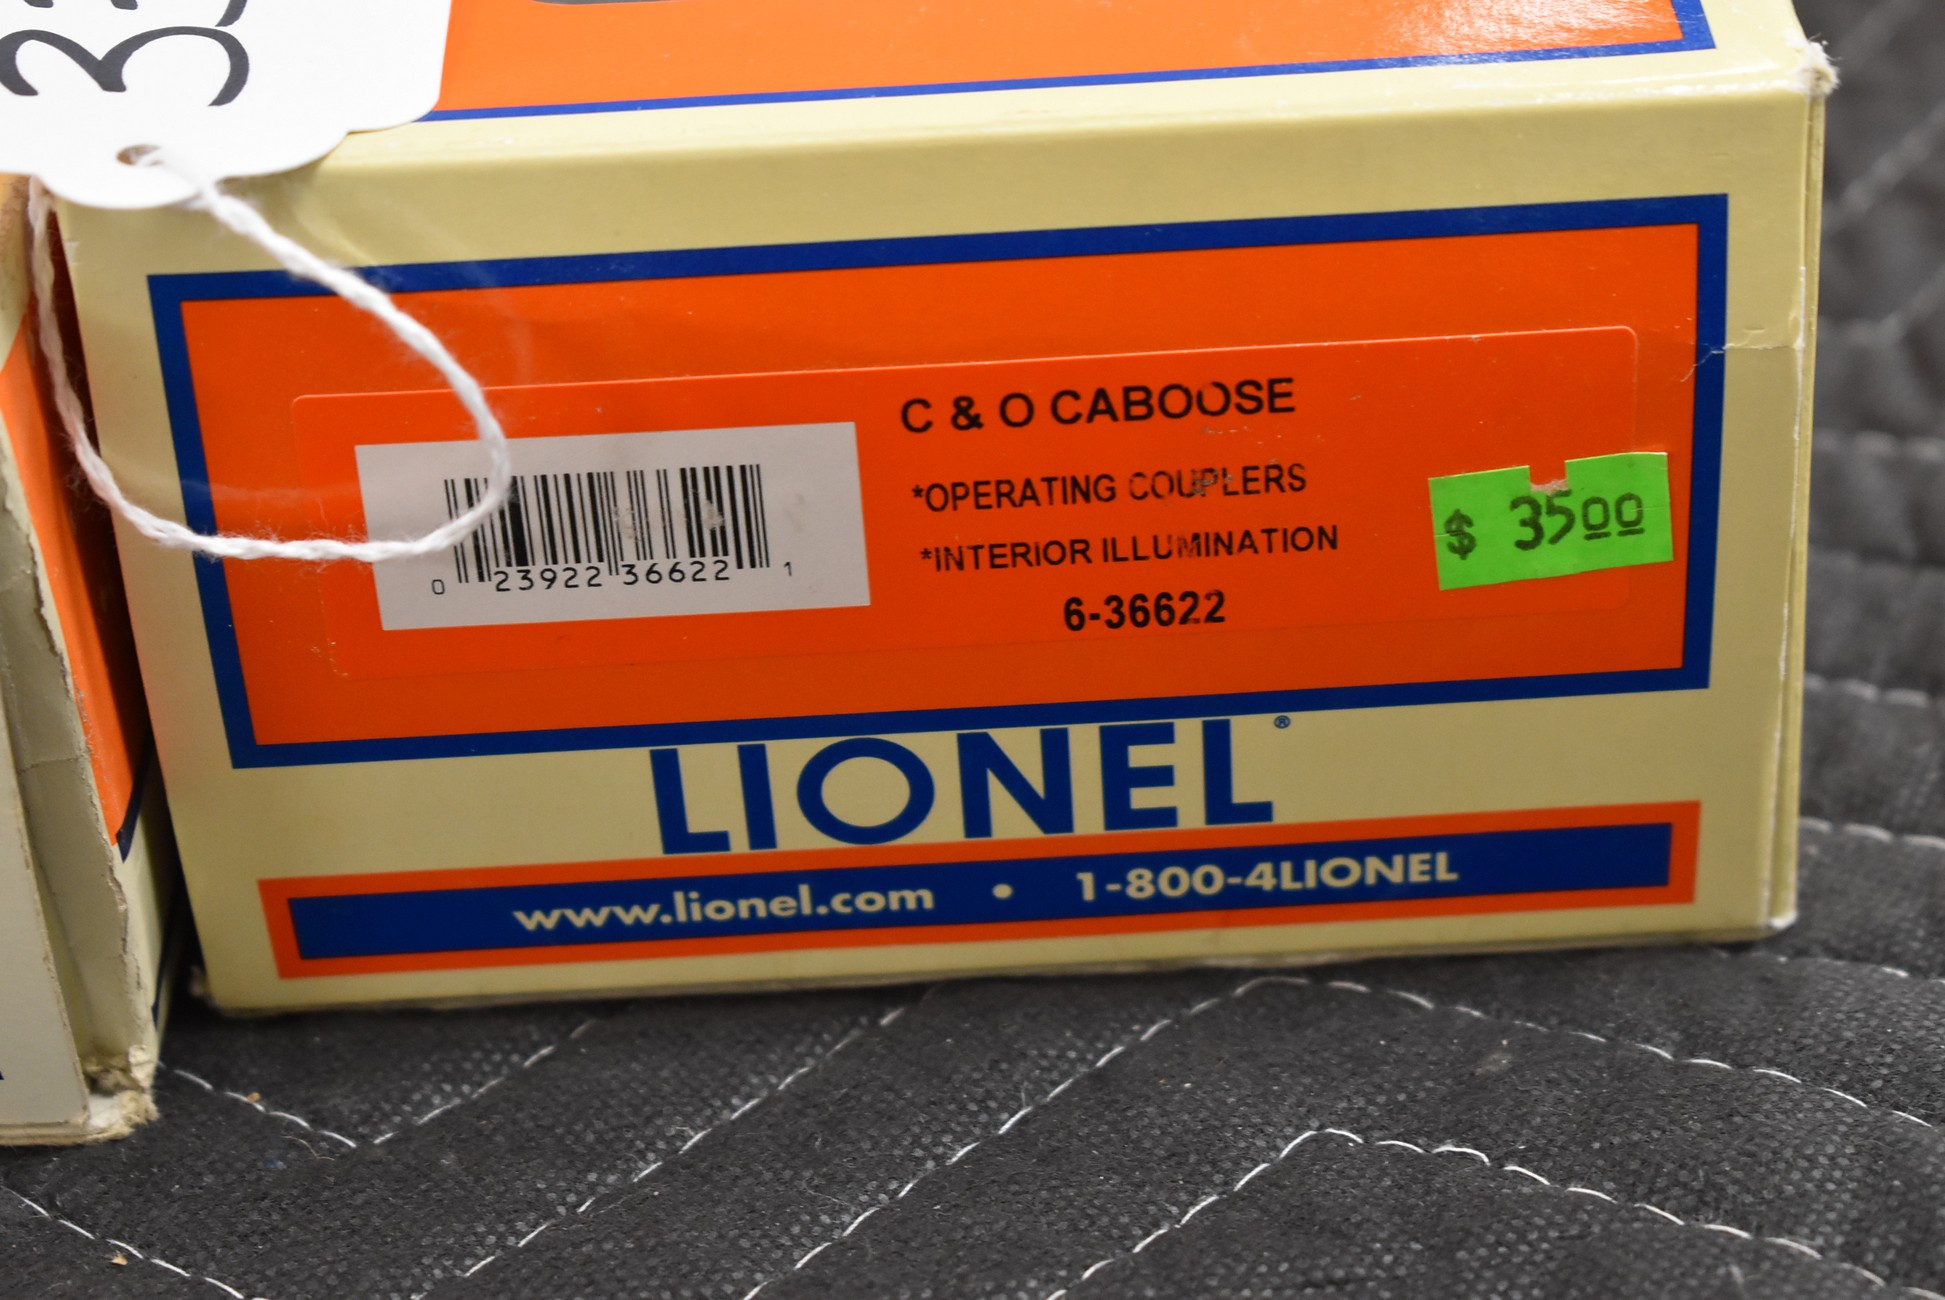 C & O CABOOSE
*OPERATING COUPLERS
*INTERIOR ILLUMINATION
6-36622
0 23922 36622 1
$ 3500
LIONEL®
www.lionel.com • 1-800-4LIONEL